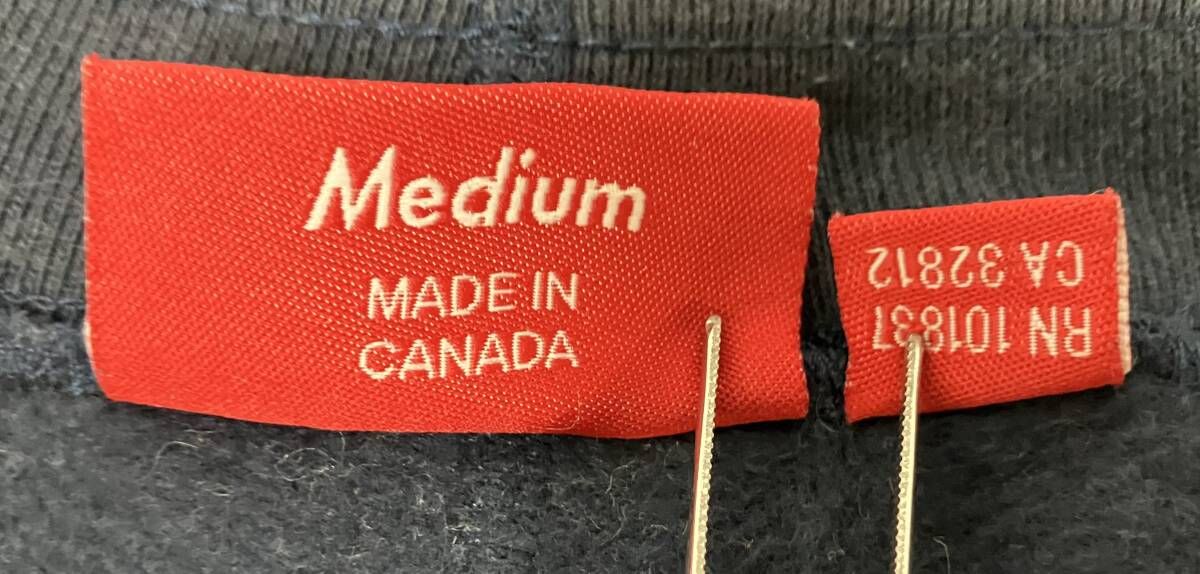 Medium
MADE IN
CANADA
RN 101837
CA 32812